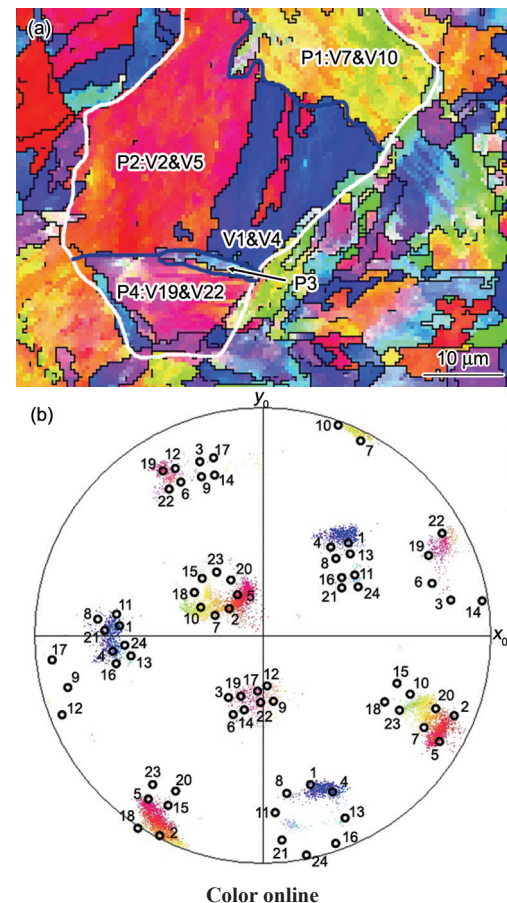 (a)
P1:V7&V10
P2:V2&V5
V1&V4
P3
P4:V19&V22
10 μm
(b)
y0
10
7
3 17
19 12
6 9 14
22
22
4 1
19
8 13
15 23 20
16 11
6
18 5
21 24
3 14
10 7 2
8 11
21 1
17
4 24
16 13
x0
9
12
19 17 12
3 9
6 14 22
15 10
18 20 2
23
7 5
23 20
5 15
18 2
8 1 4
11 13
21 16
24
Color online